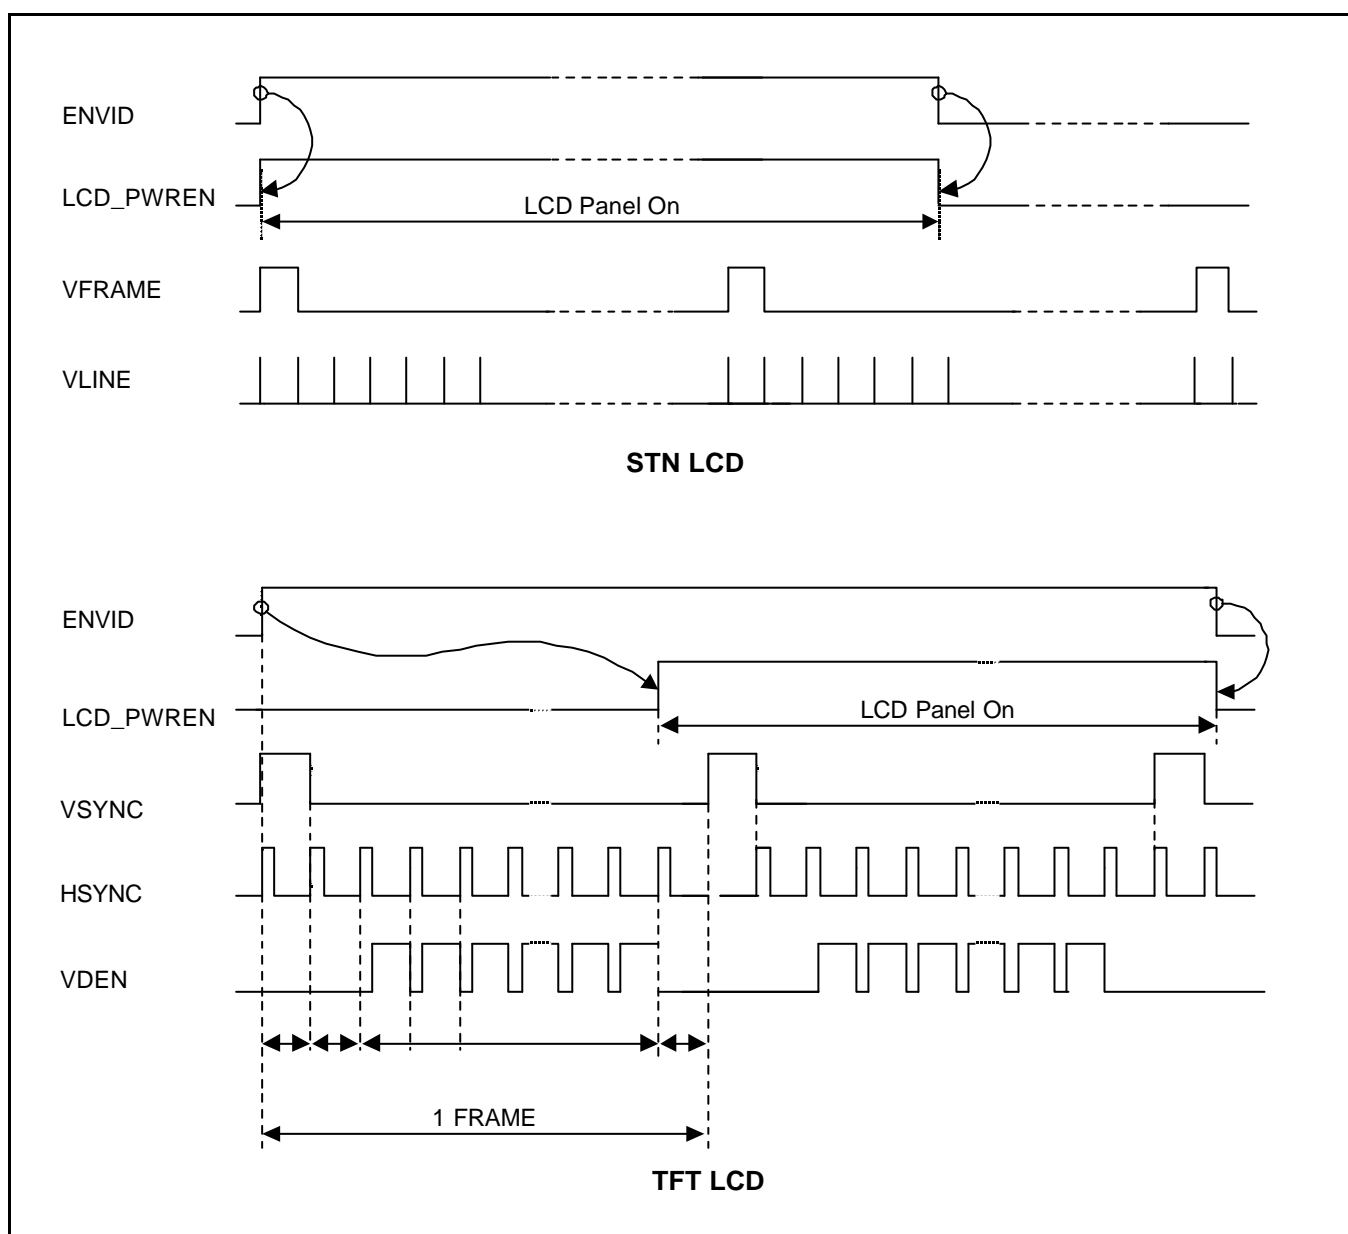 ENVID
LCD_PWREN
LCD Panel On
VFRAME
VLINE
STN LCD
ENVID
LCD_PWREN
LCD Panel On
VSYNC
HSYNC
VDEN
1 FRAME
TFT LCD